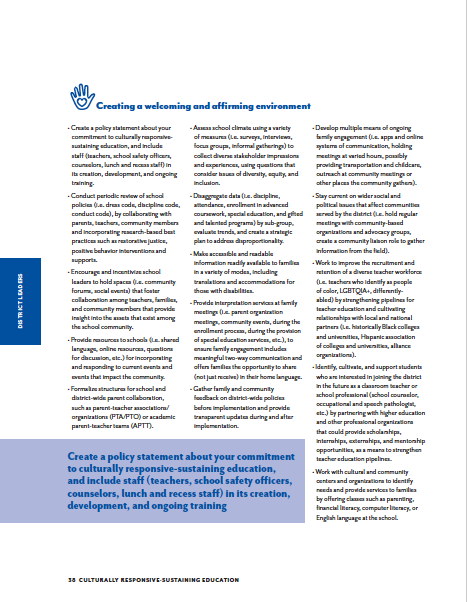 Creating a welcoming and affirming environment
• Create a policy statement about your
commitment to culturally responsive-
sustaining education, and include
staff (teachers, school safety officers,
counselors, lunch and recess staff) in
its creation, development, and ongoing
training.
• Conduct periodic review of school
policies (i.e. dress code, discipline code,
conduct code), by collaborating with
parents, teachers, community members
and incorporating research-based best
practices such as restorative justice,
positive behavior interventions and
supports.
• Encourage and incentivize school
leaders to hold spaces (i.e. community
forums, social events) that foster
collaboration among teachers, families,
and community members that provide
insight into the assets that exist among
the school community.
• Provide resources to schools (i.e. shared
language, online resources, questions
for discussion, etc.) for incorporating
and responding to current events and
events that impact the community.
• Formalize structures for school and
district-wide parent collaboration,
such as parent-teacher associations/
organizations (PTA/PTO) or academic
parent-teacher teams (APTT).
• Assess school climate using a variety
of measures (i.e. surveys, interviews,
focus groups, informal gatherings) to
collect diverse stakeholder impressions
and experiences, using questions that
consider issues of diversity, equity, and
inclusion.
• Disaggregate data (i.e. discipline,
attendance, enrollment in advanced
coursework, special education, and gifted
and talented programs) by sub-group,
evaluate trends, and create a strategic
plan to address disproportionality.
• Make accessible and readable
information readily available to families
in a variety of modes, including
translations and accommodations for
those with disabilities.
• Provide interpretation services at family
meetings (i.e. parent organization
meetings, community events, during the
enrollment process, during the provision
of special education services, etc.), to
ensure family engagement includes
meaningful two-way communication and
offers families the opportunity to share
(not just receive) in their home language.
• Gather family and community
feedback on district-wide policies
before implementation and provide
transparent updates during and after
implementation.
• Develop multiple means of ongoing
family engagement (i.e. apps and online
systems of communication, holding
meetings at varied hours, possibly
providing transportation and childcare,
outreach at community meetings or
other places the community gathers).
• Stay current on wider social and
political issues that affect communities
served by the district (i.e. hold regular
meetings with community-based
organizations and advocacy groups,
create a community liaison role to gather
information from the field).
• Work to improve the recruitment and
retention of a diverse teacher workforce
(i.e. teachers who identify as people
of color, LGBTQIA+, differently-
abled) by strengthening pipelines for
teacher education and cultivating
relationships with local and national
partners (i.e. historically Black colleges
and universities, Hispanic association
of colleges and universities, alliance
organizations).
• Identify, cultivate, and support students
who are interested in joining the district
in the future as a classroom teacher or
school professional (school counselor,
occupational and speech pathologist,
etc.) by partnering with higher education
and other professional organizations
that could provide scholarships,
internships, externships, and mentorship
opportunities, as a means to strengthen
teacher education pipelines.
• Work with cultural and community
centers and organizations to identify
needs and provide services to families
by offering classes such as parenting,
financial literacy, computer literacy, or
English language at the school.
DISTRICT LEADERS
Create a policy statement about your commitment
to culturally responsive-sustaining education,
and include staff (teachers, school safety officers,
counselors, lunch and recess staff) in its creation,
development, and ongoing training
38 CULTURALLY RESPONSIVE-SUSTAINING EDUCATION